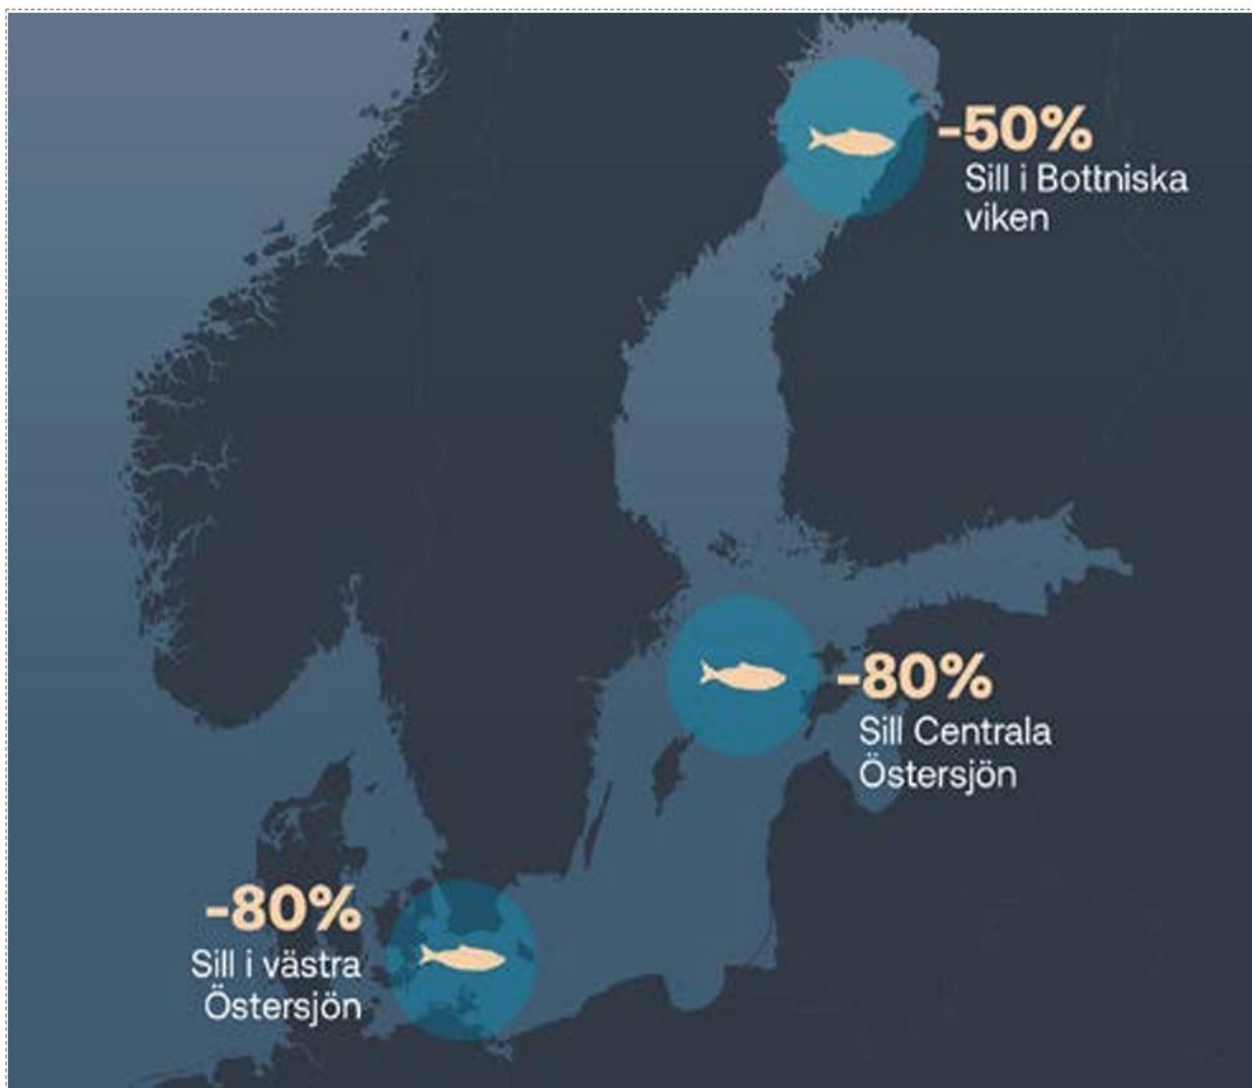 -50%
Sill i Bottniska
viken
-80%
Sill Centrala
Östersjön
-80%
Sill i västra
Östersjön